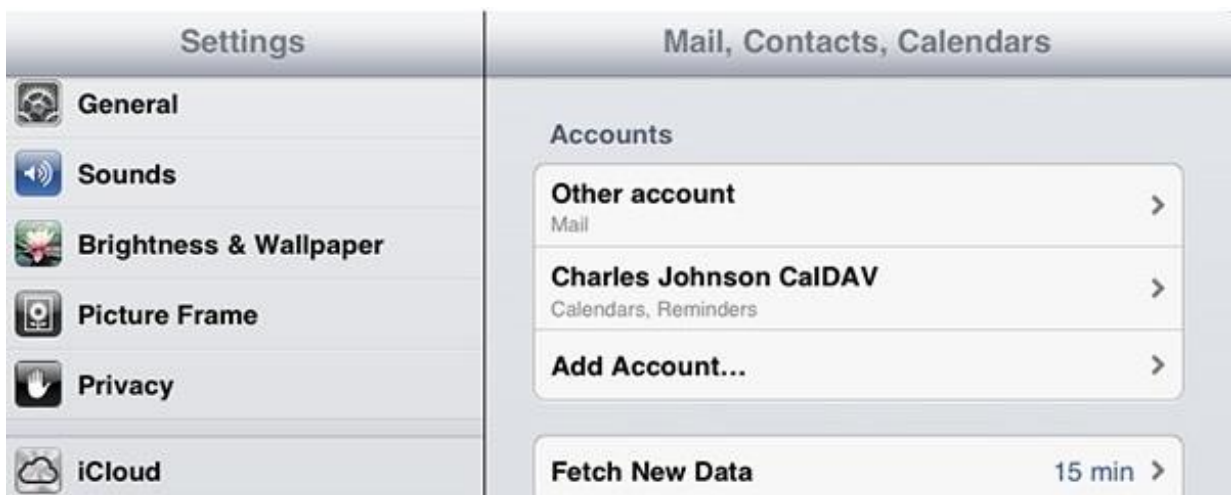 Settings
General
Sounds
Brightness & Wallpaper
Picture Frame
Privacy
iCloud
Mail, Contacts, Calendars
Accounts
Other account
Mail
Charles Johnson CalDAV
Calendars, Reminders
Add Account...
Fetch New Data 15 min